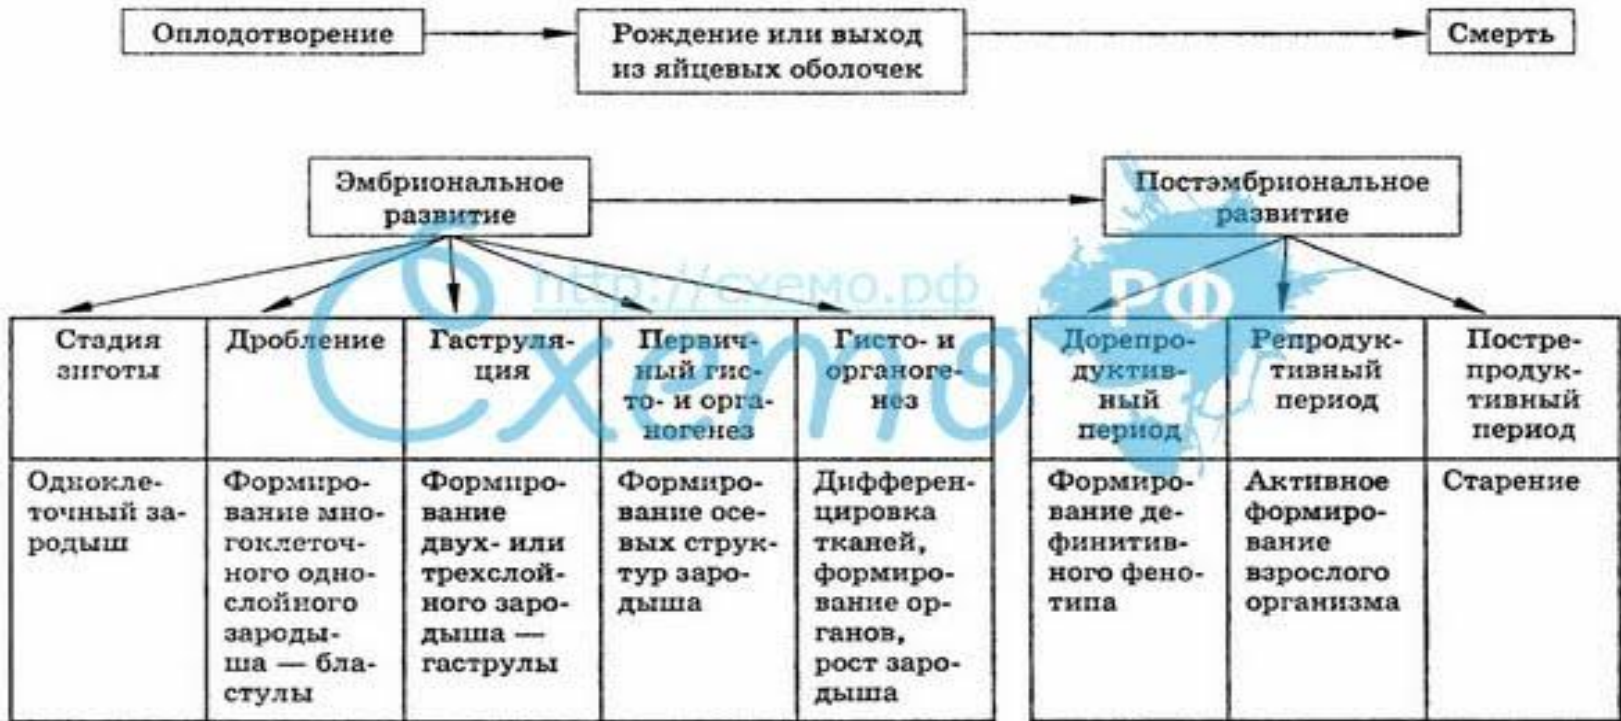 Оплодотворение
Рождение или выход
из яйцевых оболочек
Смерть
Эмбриональное
развитие
Постэмбриональное
развитие
http://схемо.рф
Схемо
РФ
Стадия
зиготы
Дробление
Гаструля-
ция
Первич-
ный гис-
то- и орга-
ногенез
Гисто- и
органоге-
нез
Дорепро-
дуктив-
ный
период
Репродук-
тивный
период
Постре-
продук-
тивный
период
Однокле-
точный за-
родыш
Формиро-
вание мно-
гоклеточ-
ного одно-
слойного
зароды-
ша — бла-
стулы
Формиро-
вание
двух- или
трехслой-
ного заро-
дыша —
гаструлы
Формиро-
вание осе-
вых струк-
тур заро-
дыша
Дифферен-
цировка
тканей,
формиро-
вание ор-
ганов,
рост заро-
дыша
Формиро-
вание де-
финитив-
ного фено-
типа
Активное
формиро-
вание
взрослого
организма
Старение